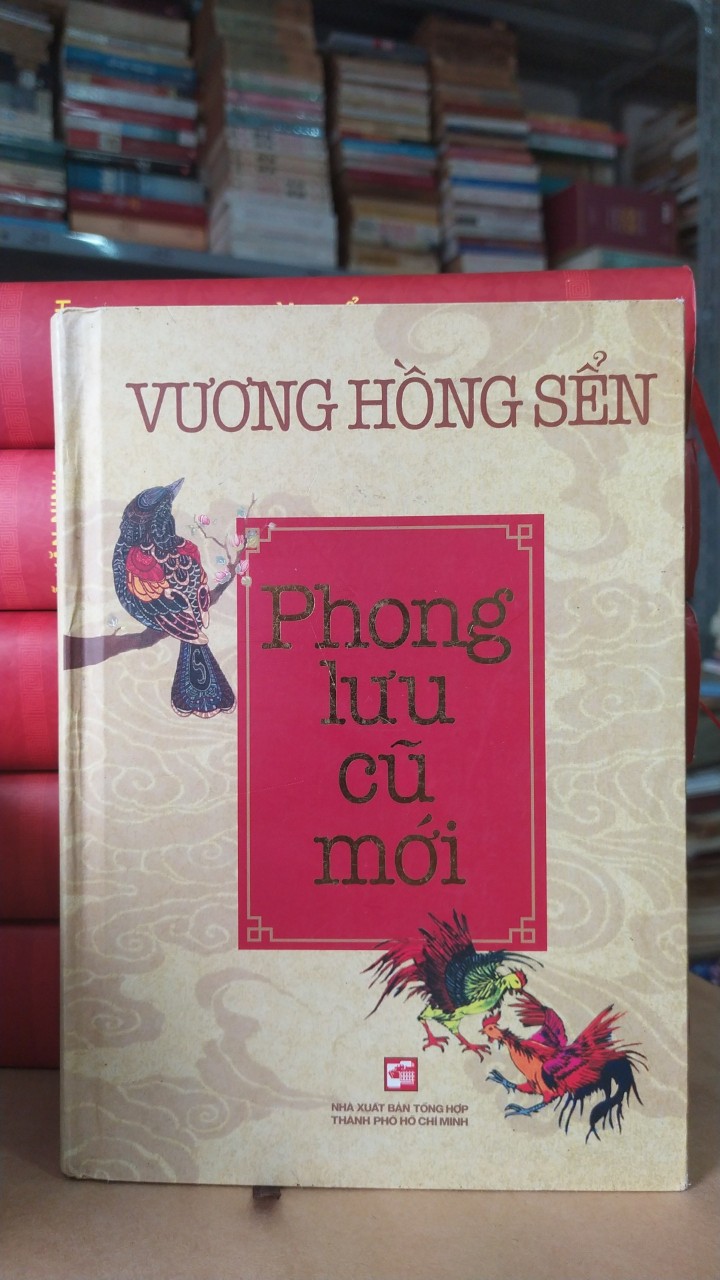 VƯƠNG HỒNG SỂN
Phong
lưu
cũ
mới
NHÀ XUẤT BẢN TỔNG HỢP
THÀNH PHỐ HỒ CHÍ MINH